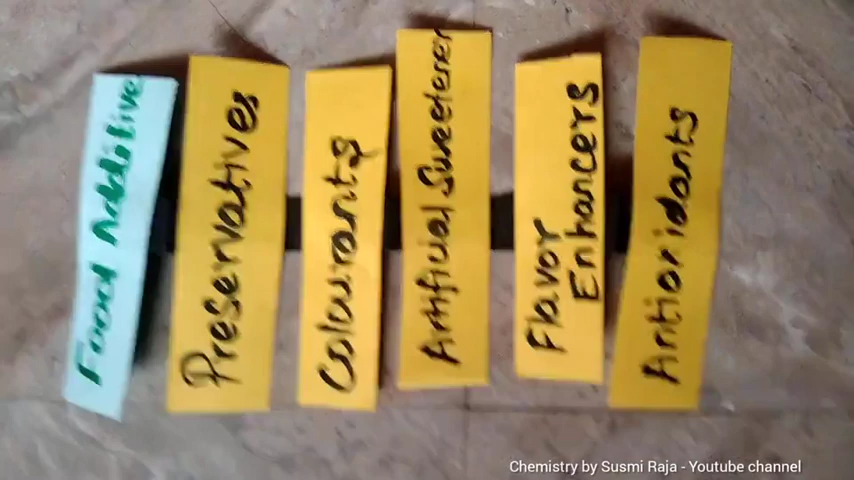 Food Additive
Preservatives
Colourants
Artificial Sweetener
Flavor
Enhancers
Antioxidants
Chemistry by Susmi Raja - Youtube channel